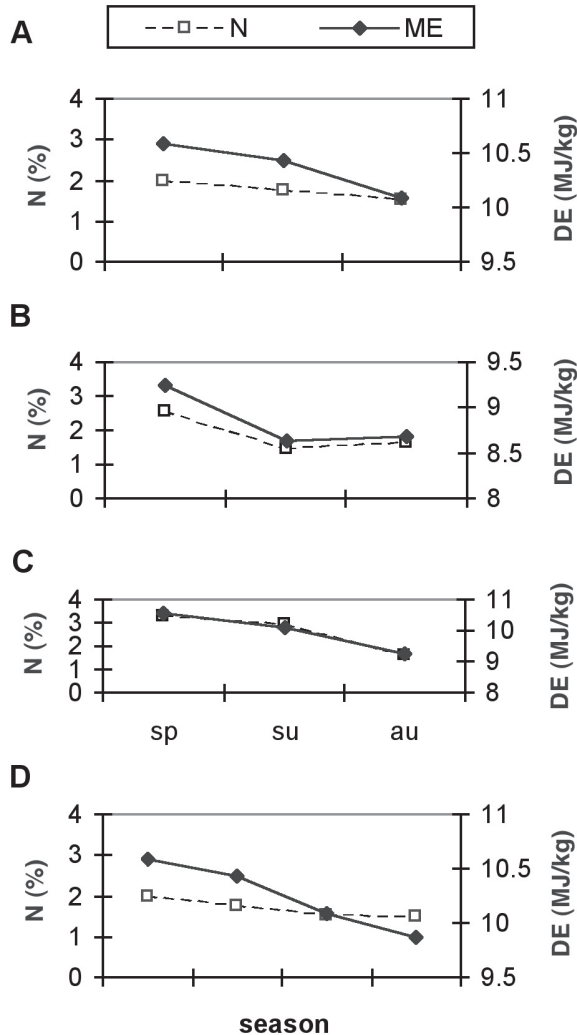 A
N ME
4 11
3 10.5
2
10
1
0 9.5
N (%)
DE (MJ/kg)
B
4 9.5
3 9
2
8.5
1
0 8
N (%)
DE (MJ/kg)
C
4 11
3 10
2
9
1
0 8
N (%)
DE (MJ/kg)
sp su au
D
4 11
3 10.5
2
10
1
0 9.5
N (%)
DE (MJ/kg)
season